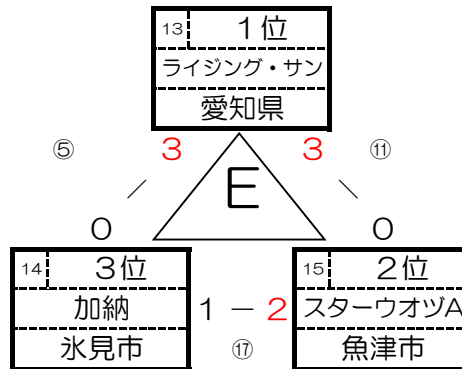 13 1位
ライジング・サン
愛知県
⑤ 3 3 ⑪
E
0 0
14 3位
加納
氷見市
1 － 2
⑰
15 2位
スターウオヅA
魚津市